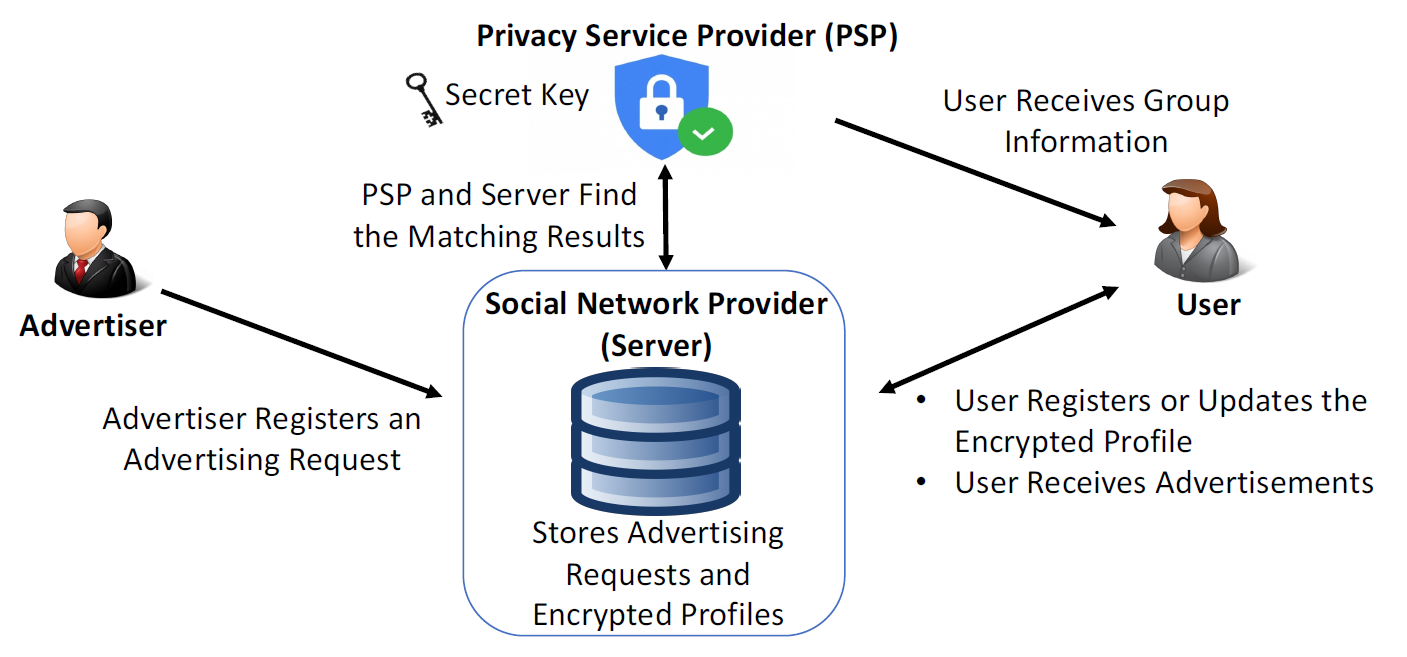 Privacy Service Provider (PSP)
Secret Key
User Receives Group
Information
PSP and Server Find
the Matching Results
Advertiser
User
Social Network Provider
(Server)
Advertiser Registers an
Advertising Request
• User Registers or Updates the
Encrypted Profile
• User Receives Advertisements
Stores Advertising
Requests and
Encrypted Profiles